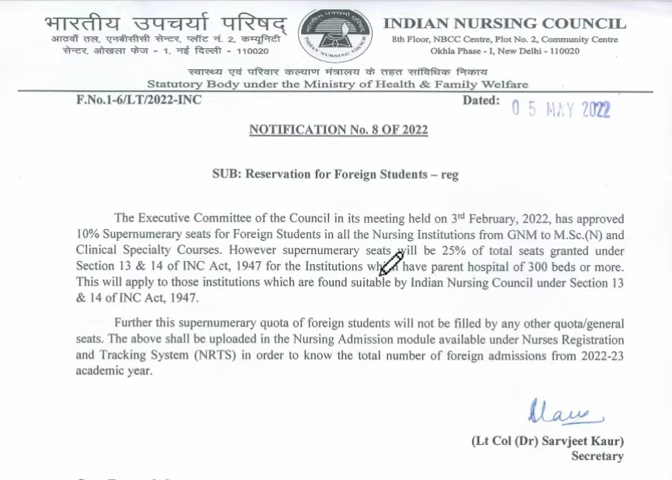 भारतीय उपचर्या परिषद्
आठवां तल, एनबीसीसी सेन्टर, प्लॉट नं. 2, कम्यूनिटी
सेन्टर, ओखला फेज - 1, नई दिल्ली - 110020
INDIAN NURSING COUNCIL
8th Floor, NBCC Centre, Plot No. 2, Community Centre
Okhla Phase - I, New Delhi - 110020
स्वास्थ्य एवं परिवार कल्याण मंत्रालय के तहत सांविधिक निकाय
Statutory Body under the Ministry of Health & Family Welfare
F.No.1-6/LT/2022-INC
Dated: 05 MAY 2022
NOTIFICATION No. 8 OF 2022
SUB: Reservation for Foreign Students – reg
The Executive Committee of the Council in its meeting held on 3rd February, 2022, has approved
10% Supernumerary seats for Foreign Students in all the Nursing Institutions from GNM to M.Sc.(N) and
Clinical Specialty Courses. However supernumerary seats will be 25% of total seats granted under
Section 13 & 14 of INC Act, 1947 for the Institutions which have parent hospital of 300 beds or more.
This will apply to those institutions which are found suitable by Indian Nursing Council under Section 13
& 14 of INC Act, 1947.
Further this supernumerary quota of foreign students will not be filled by any other quota/general
seats. The above shall be uploaded in the Nursing Admission module available under Nurses Registration
and Tracking System (NRTS) in order to know the total number of foreign admissions from 2022-23
academic year.
(Lt Col (Dr) Sarvjeet Kaur)
Secretary